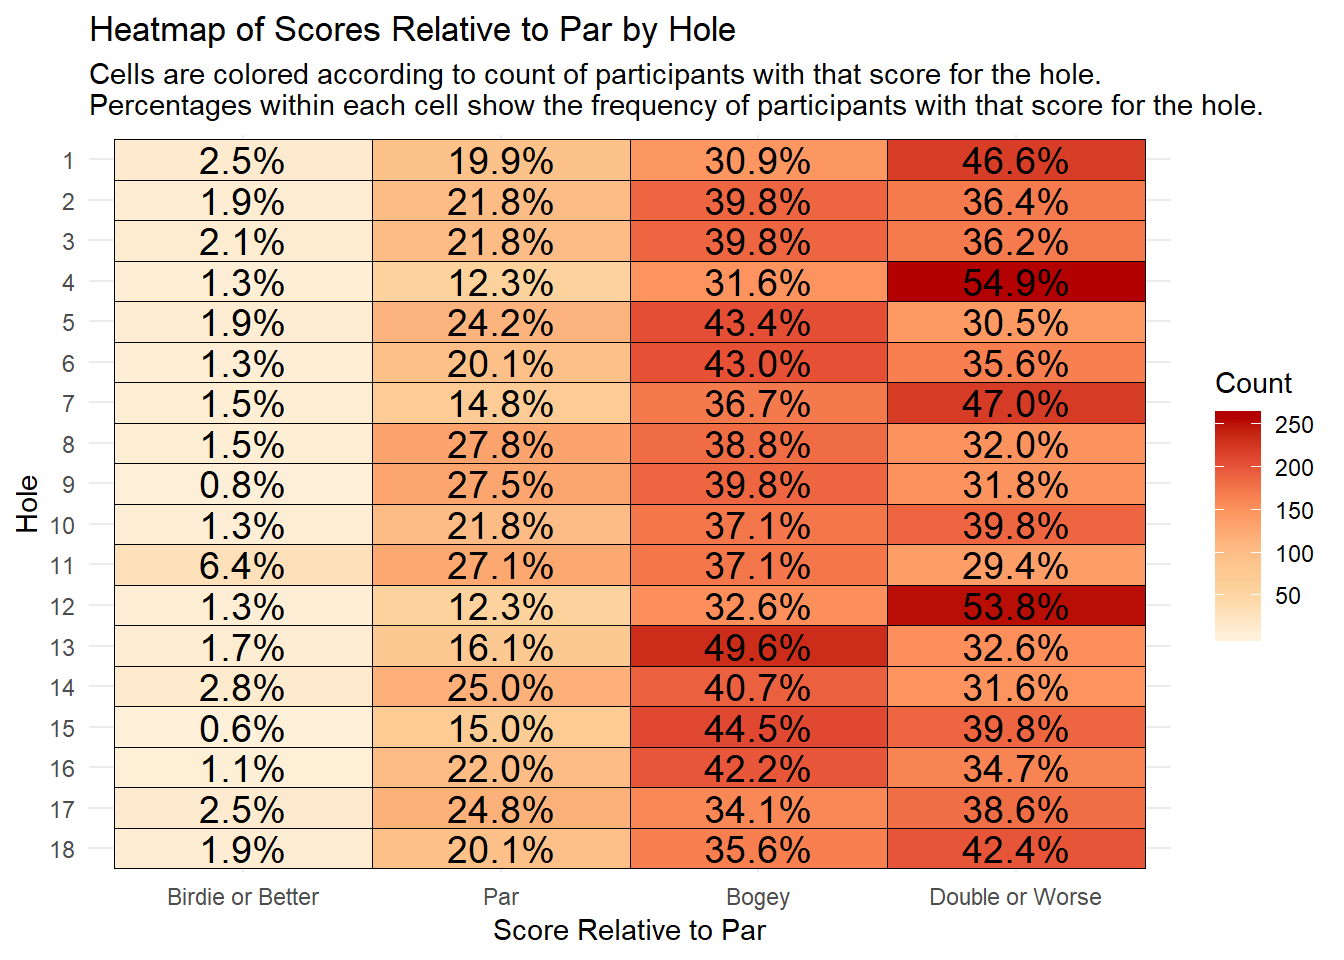 Heatmap of Scores Relative to Par by Hole
Cells are colored according to count of participants with that score for the hole.
Percentages within each cell show the frequency of participants with that score for the hole.
1 2.5% 19.9% 30.9% 46.6%
2 1.9% 21.8% 39.8% 36.4%
3 2.1% 21.8% 39.8% 36.2%
4 1.3% 12.3% 31.6% 54.9%
5 1.9% 24.2% 43.4% 30.5%
6 1.3% 20.1% 43.0% 35.6%
7 1.5% 14.8% 36.7% 47.0%
8 1.5% 27.8% 38.8% 32.0%
9 0.8% 27.5% 39.8% 31.8%
10 1.3% 21.8% 37.1% 39.8%
11 6.4% 27.1% 37.1% 29.4%
12 1.3% 12.3% 32.6% 53.8%
13 1.7% 16.1% 49.6% 32.6%
14 2.8% 25.0% 40.7% 31.6%
15 0.6% 15.0% 44.5% 39.8%
16 1.1% 22.0% 42.2% 34.7%
17 2.5% 24.8% 34.1% 38.6%
18 1.9% 20.1% 35.6% 42.4%
Hole
Birdie or Better Par Bogey Double or Worse
Score Relative to Par
Count
250
200
150
100
50